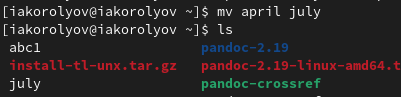 [iakorolyov@iakorolyov ~]$ mv april july
[iakorolyov@iakorolyov ~]$ ls
abc1 pandoc-2.19
install-tl-unx.tar.gz pandoc-2.19-linux-amd64.t
july pandoc-crossref